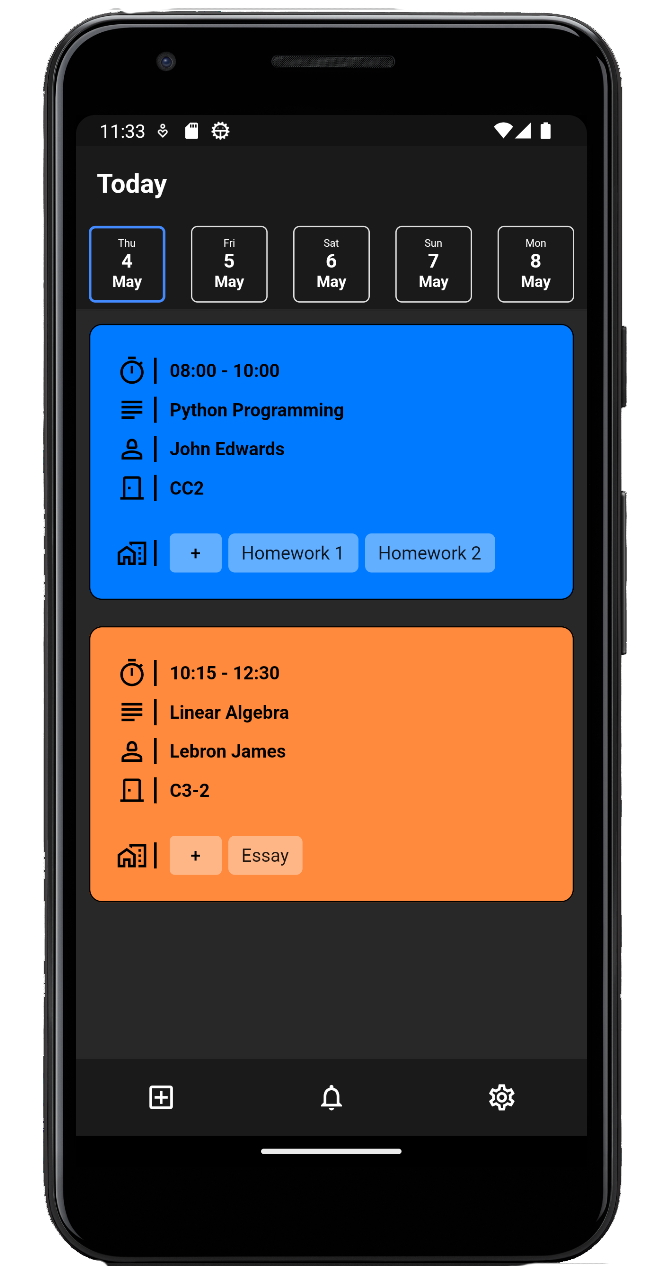 11:33
Today
Thu Fri Sat Sun Mon
4 5 6 7 8
May May May May May
08:00 - 10:00
Python Programming
John Edwards
CC2
+ Homework 1 Homework 2
10:15 - 12:30
Linear Algebra
Lebron James
C3-2
+ Essay